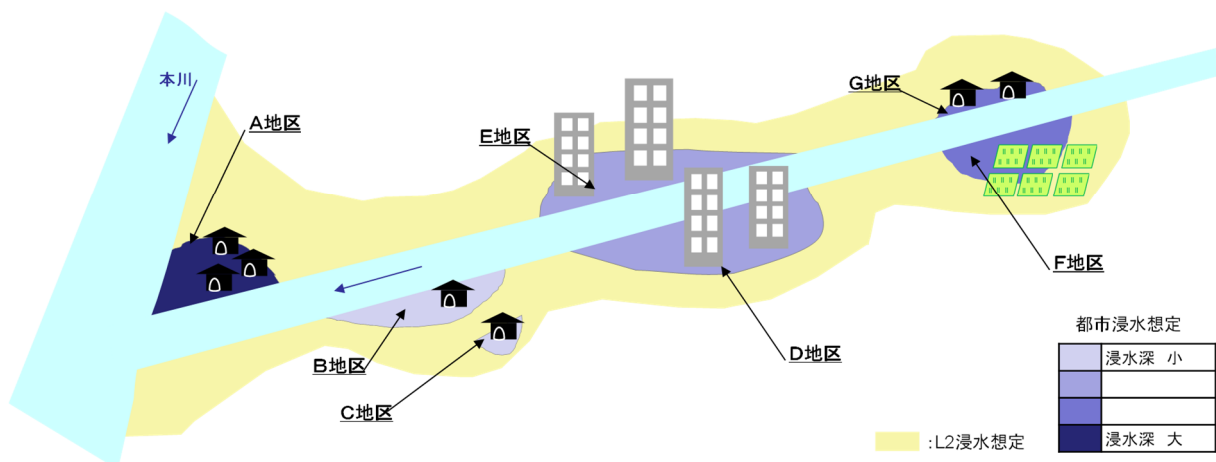 本川
A地区
G地区
E地区
F地区
B地区
D地区
C地区
都市浸水想定
浸水深 小
浸水深 大
:L2浸水想定